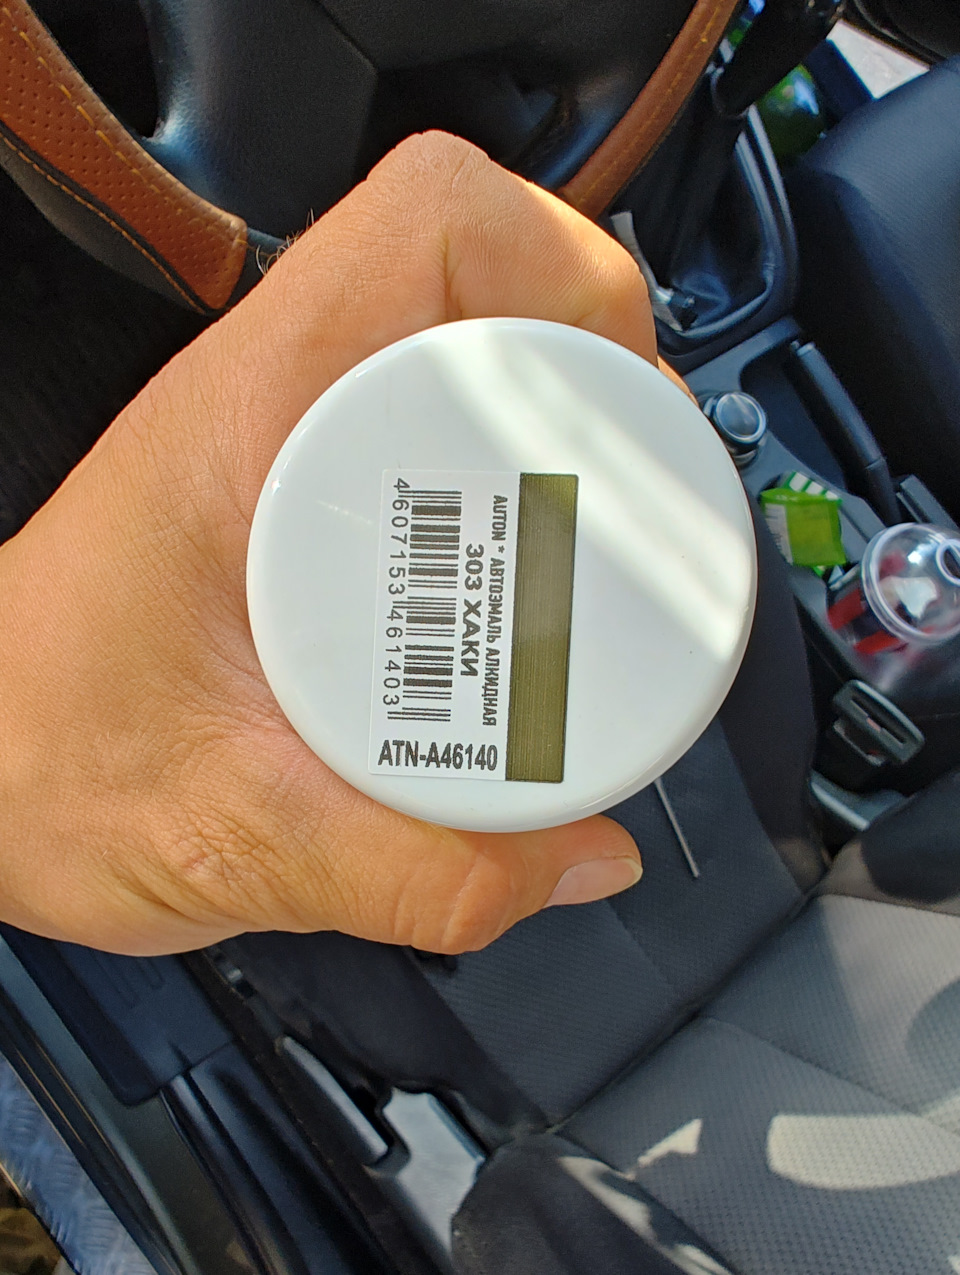 AUTON * АВТОЭМАЛЬ АЛКИДНАЯ
303 ХАКИ
4607153461403
ATN-A46140